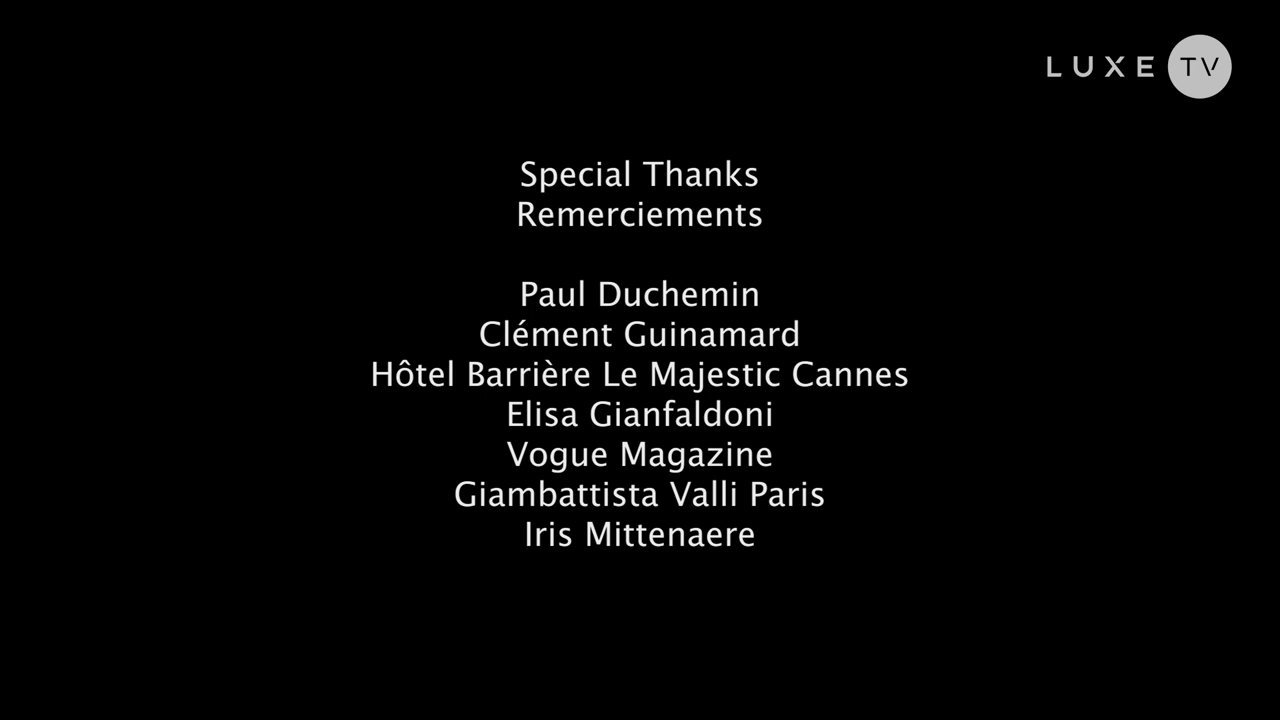 LUXE TV
Special Thanks
Remerciements
Paul Duchemin
Clément Guinamard
Hôtel Barrière Le Majestic Cannes
Elisa Gianfaldoni
Vogue Magazine
Giambattista Valli Paris
Iris Mittenaere